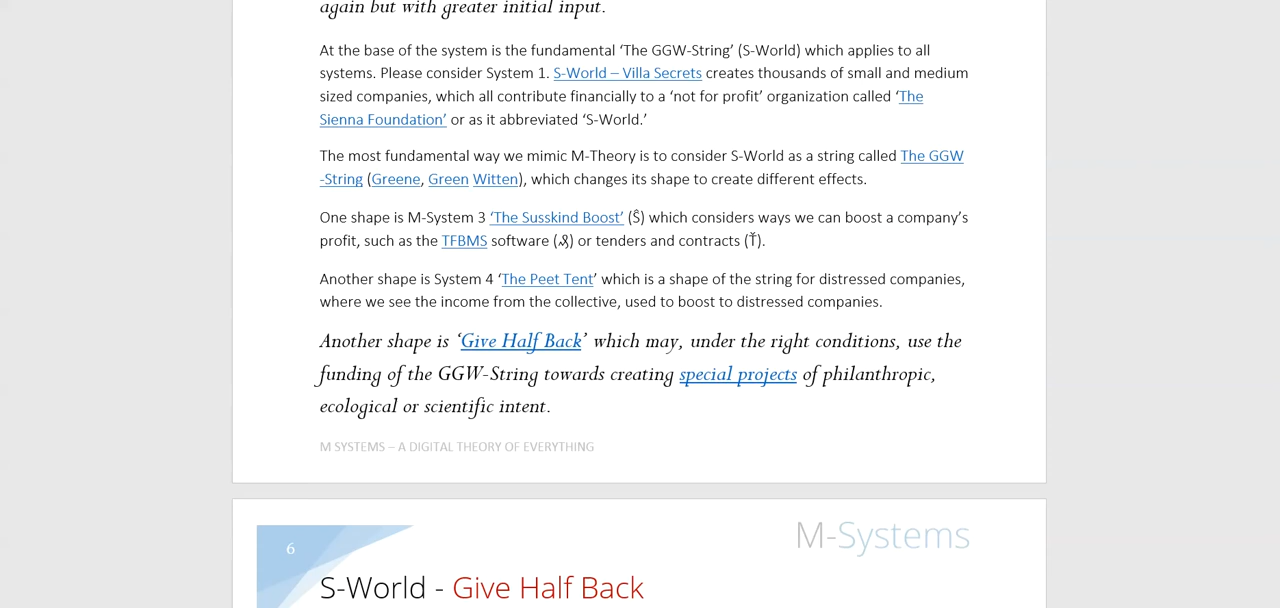 again but with greater initial input.
At the base of the system is the fundamental ‘The GGW-String’ (S-World) which applies to all
systems. Please consider System 1. S-World – Villa Secrets creates thousands of small and medium
sized companies, which all contribute financially to a ‘not for profit’ organization called ‘The
Sienna Foundation’ or as it abbreviated ‘S-World.’
The most fundamental way we mimic M-Theory is to consider S-World as a string called The GGW
-String (Greene, Green Witten), which changes its shape to create different effects.
One shape is M-System 3 ‘The Susskind Boost’ (Ŝ) which considers ways we can boost a company’s
profit, such as the TFBMS software (𝒮) or tenders and contracts (Ť).
Another shape is System 4 ‘The Peet Tent’ which is a shape of the string for distressed companies,
where we see the income from the collective, used to boost to distressed companies.
Another shape is ‘Give Half Back’ which may, under the right conditions, use the
funding of the GGW-String towards creating special projects of philanthropic,
ecological or scientific intent.
M SYSTEMS – A DIGITAL THEORY OF EVERYTHING
6
M-Systems
S-World - Give Half Back